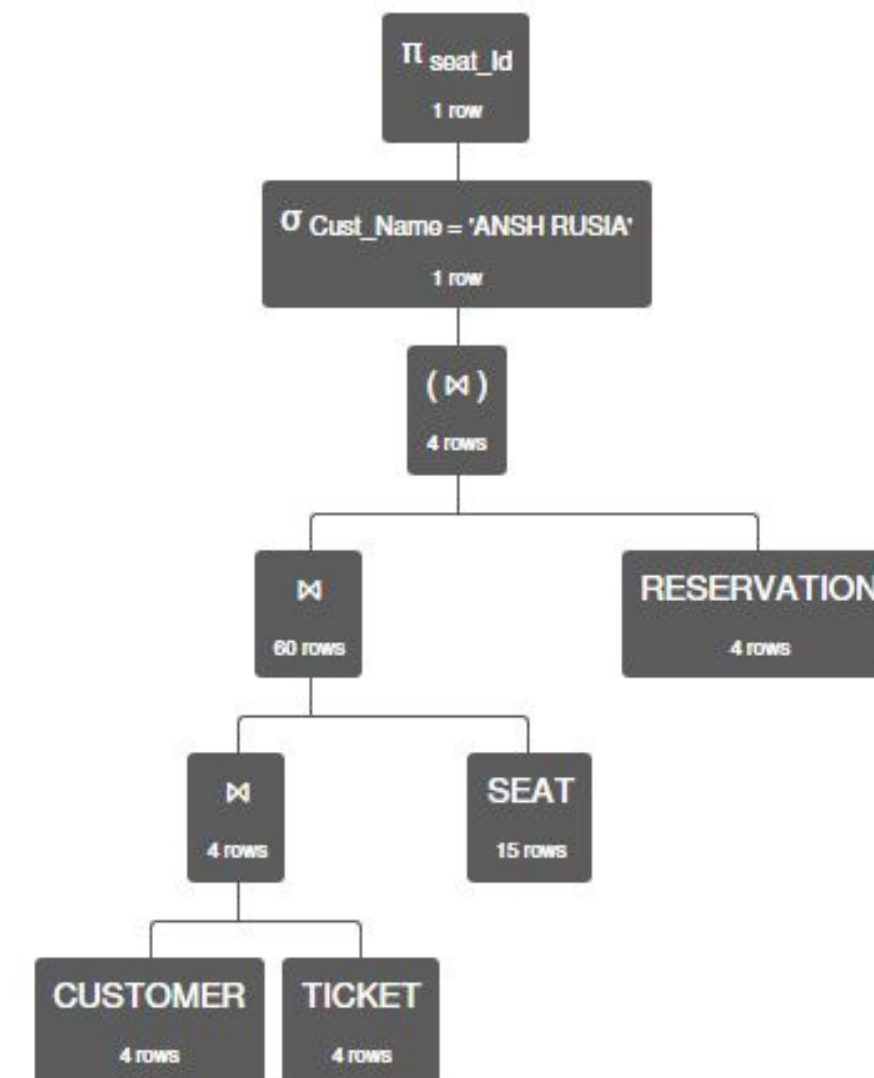 π seat_Id
1 row
σ Cust_Name = 'ANSH RUSIA'
1 row
( ⋈ )
4 rows
⋈
60 rows
RESERVATION
4 rows
⋈
4 rows
SEAT
15 rows
CUSTOMER
4 rows
TICKET
4 rows